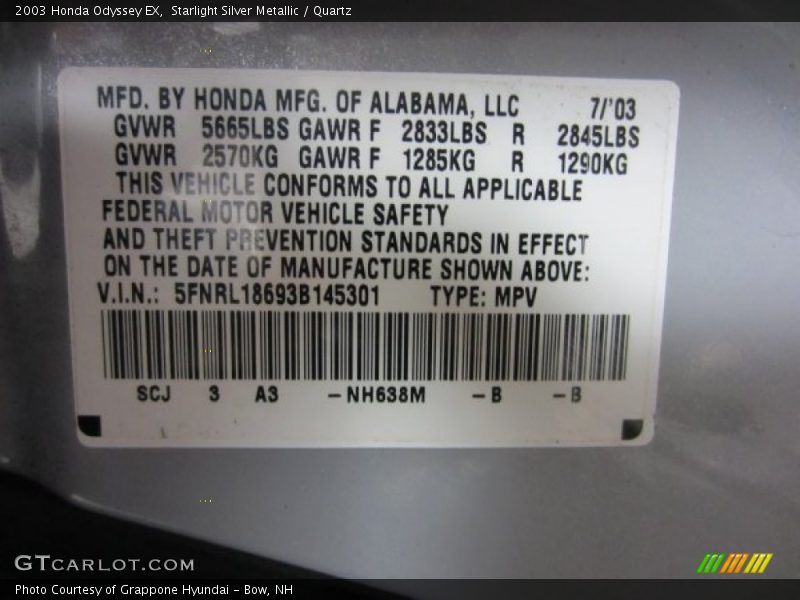 2003 Honda Odyssey EX,  Starlight Silver Metallic / Quartz
MFD. BY HONDA MFG. OF ALABAMA, LLC 7/'03
GVWR 5665LBS GAWR F 2833LBS R 2845LBS
GVWR 2570KG GAWR F 1285KG R 1290KG
THIS VEHICLE CONFORMS TO ALL APPLICABLE
FEDERAL MOTOR VEHICLE SAFETY
AND THEFT PREVENTION STANDARDS IN EFFECT
ON THE DATE OF MANUFACTURE SHOWN ABOVE:
V.I.N.: 5FNRL18693B145301 TYPE: MPV
SCJ 3 A3 -NH638M -B -B
GTCARLOT.COM
Photo Courtesy of Grappone Hyundai - Bow, NH